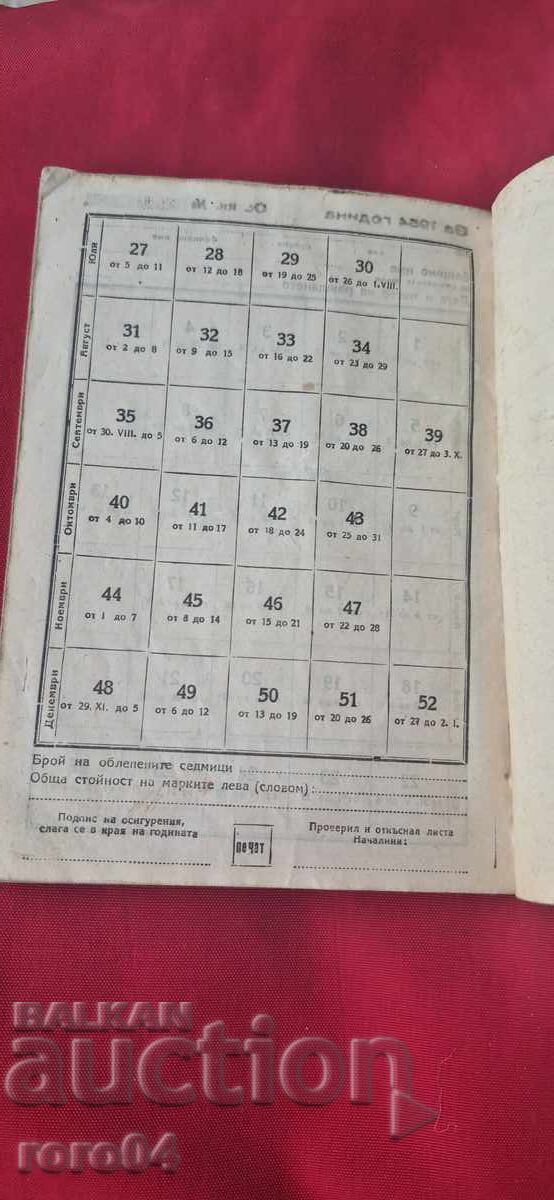 За 1954 година Ос. кн. №
Юли 27 28 29 30
от 5 до 11 от 12 до 18 от 19 до 25 от 26 до 1.VIII.
Август 31 32 33 34
от 2 до 8 от 9 до 15 от 16 до 22 от 23 до 29
Септември 35 36 37 38 39
от 30. VIII. до 5 от 6 до 12 от 13 до 19 от 20 до 26 от 27 до 3. X.
Октомври 40 41 42 43
от 4 до 10 от 11 до 17 от 18 до 24 от 25 до 31
Ноември 44 45 46 47
от 1 до 7 от 8 до 14 от 15 до 21 от 22 до 28
Декември 48 49 50 51 52
от 29. XI. до 5 от 6 до 12 от 13 до 19 от 20 до 26 от 27 до 2. I.
Брой на облепените седмици
Обща стойност на марките лева (словом) :
Подпис на осигурения,
слага се в края на годината
печат
Проверил и откъснал листа
Началник:
BALKAN
auction
roro04